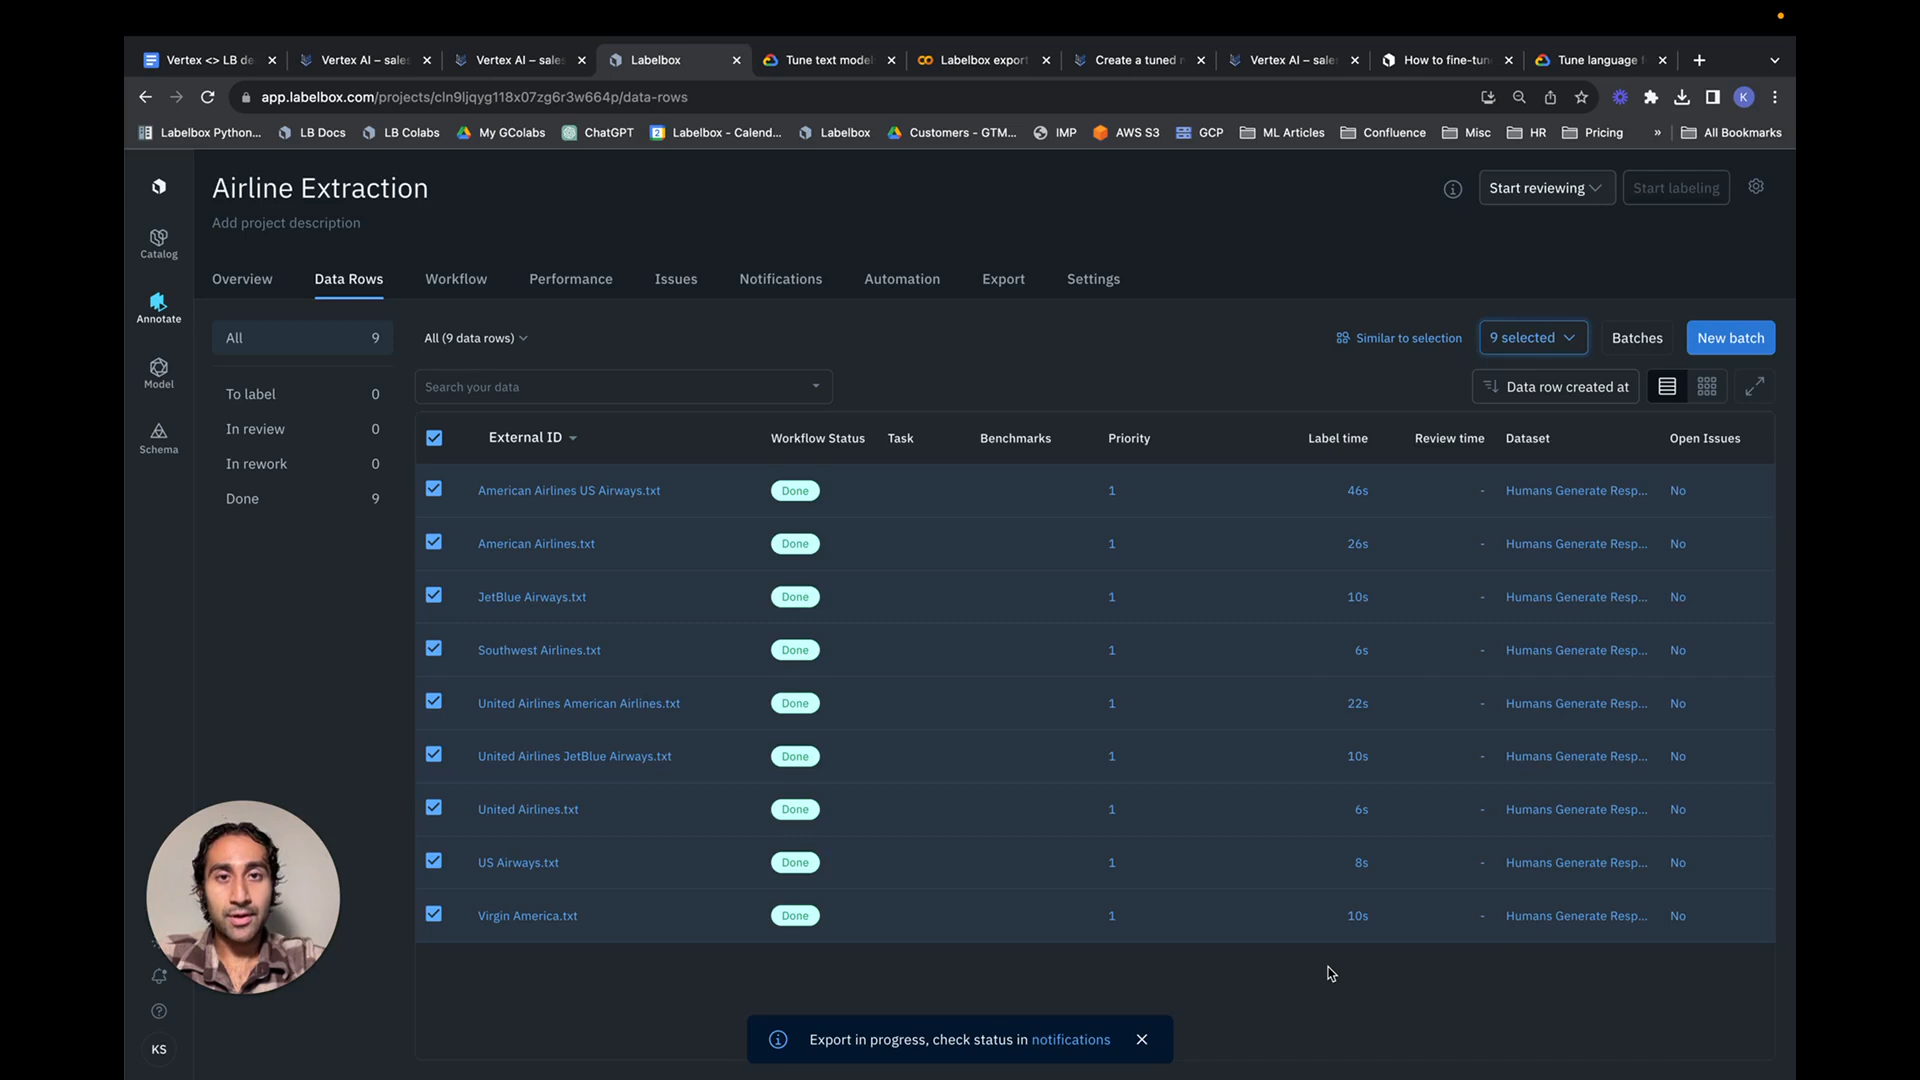 Vertex <> LB de
Vertex AI – sale
Vertex AI – sale
Labelbox
Tune text model
Labelbox export
Create a tuned
Vertex AI – sale
How to fine-tun
Tune language
app.labelbox.com/projects/cln9ljqyg118x07zg6r3w664p/data-rows
K
Labelbox Python...
LB Docs
LB Colabs
My GColabs
ChatGPT
2
Labelbox - Calend...
Labelbox
Customers - GTM...
IMP
AWS S3
GCP
ML Articles
Confluence
Misc
HR
Pricing
»
All Bookmarks
Airline Extraction
Add project description
Start reviewing
Start labeling
Catalog
Annotate
Model
Schema
Overview
Data Rows
Workflow
Performance
Issues
Notifications
Automation
Export
Settings
All 9
To label 0
In review 0
In rework 0
Done 9
All (9 data rows)
Similar to selection
9 selected
Batches
New batch
Search your data
Data row created at
External ID Workflow Status Task Benchmarks Priority Label time Review time Dataset Open Issues
American Airlines US Airways.txt Done 1 46s - Humans Generate Resp... No
American Airlines.txt Done 1 26s - Humans Generate Resp... No
JetBlue Airways.txt Done 1 10s - Humans Generate Resp... No
Southwest Airlines.txt Done 1 6s - Humans Generate Resp... No
United Airlines American Airlines.txt Done 1 22s - Humans Generate Resp... No
United Airlines JetBlue Airways.txt Done 1 10s - Humans Generate Resp... No
United Airlines.txt Done 1 6s - Humans Generate Resp... No
US Airways.txt Done 1 8s - Humans Generate Resp... No
Virgin America.txt Done 1 10s - Humans Generate Resp... No
KS
Export in progress, check status in notifications